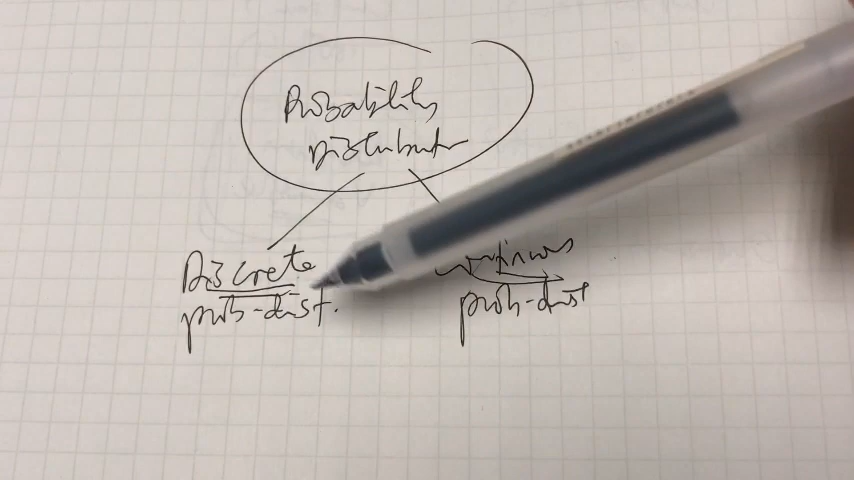 Probability
Distribution
Discrete
prob-dist.
continuous
prob-dist